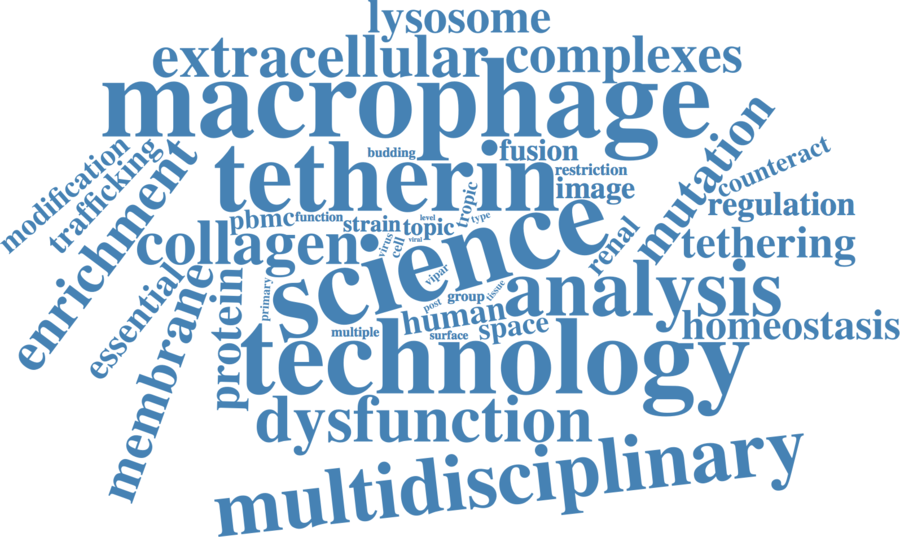 lysosome
extracellular
complexes
macrophage
budding
fusion
mutation
modification
trafficking
enrichment
tetherin
restriction
image
counteract
regulation
pbmc
function
strain
level
topic
viral
tropic
type
tethering
collagen
virus
cell
science
renal
essential
membrane
protein
primary
vipar
tissue
post
group
analysis
human
multiple
surface
space
homeostasis
technology
dysfunction
multidisciplinary